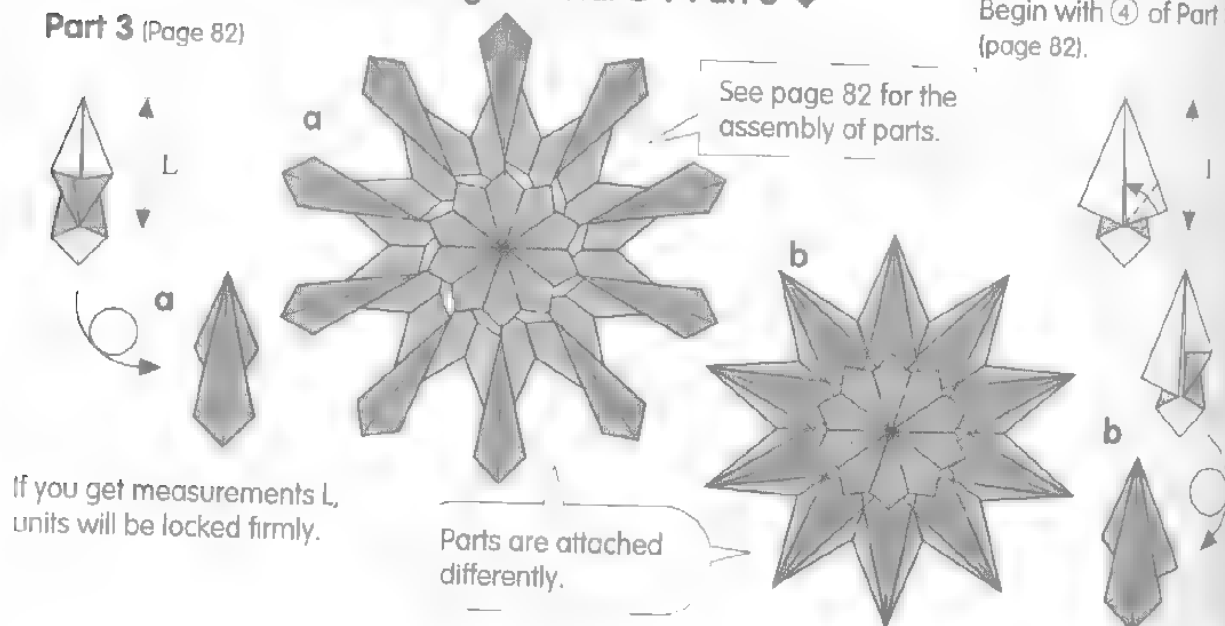 Part 3 (Page 82)
L
a
If you get measurements L,
units will be locked firmly.
a
See page 82 for the
assembly of parts.
b
Parts are attached
differently.
Begin with ④ of Part
(page 82).
b